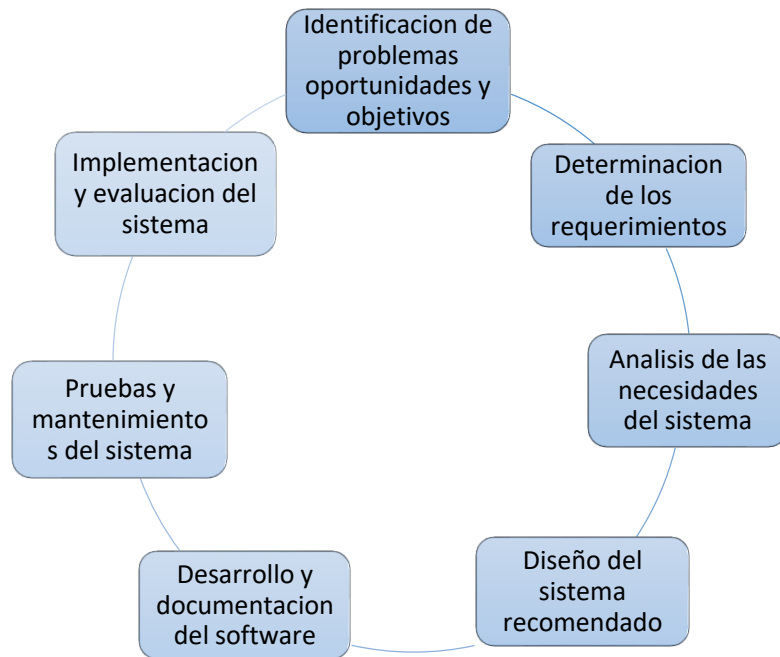 Identificacion de
problemas
oportunidades y
objetivos
Determinacion
de los
requerimientos
Analisis de las
necesidades
del sistema
Diseño del
sistema
recomendado
Desarrollo y
documentacion
del software
Pruebas y
mantenimiento
s del sistema
Implementacion
y evaluacion del
sistema